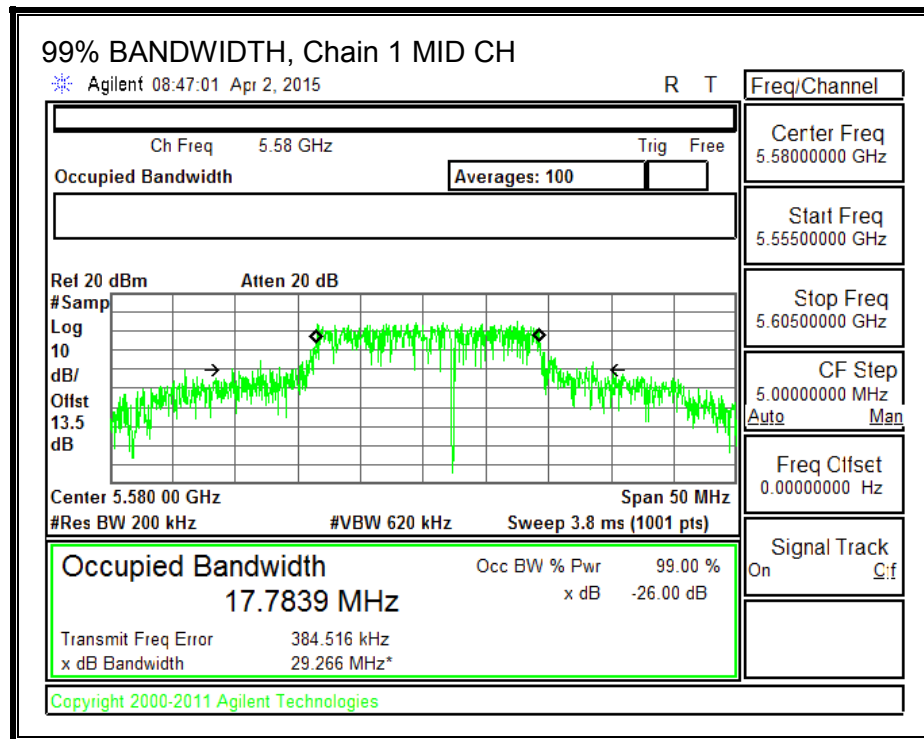 99% BANDWIDTH, Chain 1 MID CH
Agilent 08:47:01 Apr 2, 2015 R T
Freq/Channel
Ch Freq 5.58 GHz Trig Free
Occupied Bandwidth Averages: 100
Center Freq
5.58000000 GHz
Start Freq
5.55500000 GHz
Stop Freq
5.60500000 GHz
CF Step
5.00000000 MHz
Auto Man
Freq Offset
0.00000000 Hz
Signal Track
On Off
Ref 20 dBm Atten 20 dB
#Samp
Log
10
dB/
Offst
13.5
dB
Center 5.580 00 GHz Span 50 MHz
#Res BW 200 kHz #VBW 620 kHz Sweep 3.8 ms (1001 pts)
Occupied Bandwidth Occ BW % Pwr 99.00 %
17.7839 MHz x dB -26.00 dB
Transmit Freq Error 384.516 kHz
x dB Bandwidth 29.266 MHz*
Copyright 2000-2011 Agilent Technologies